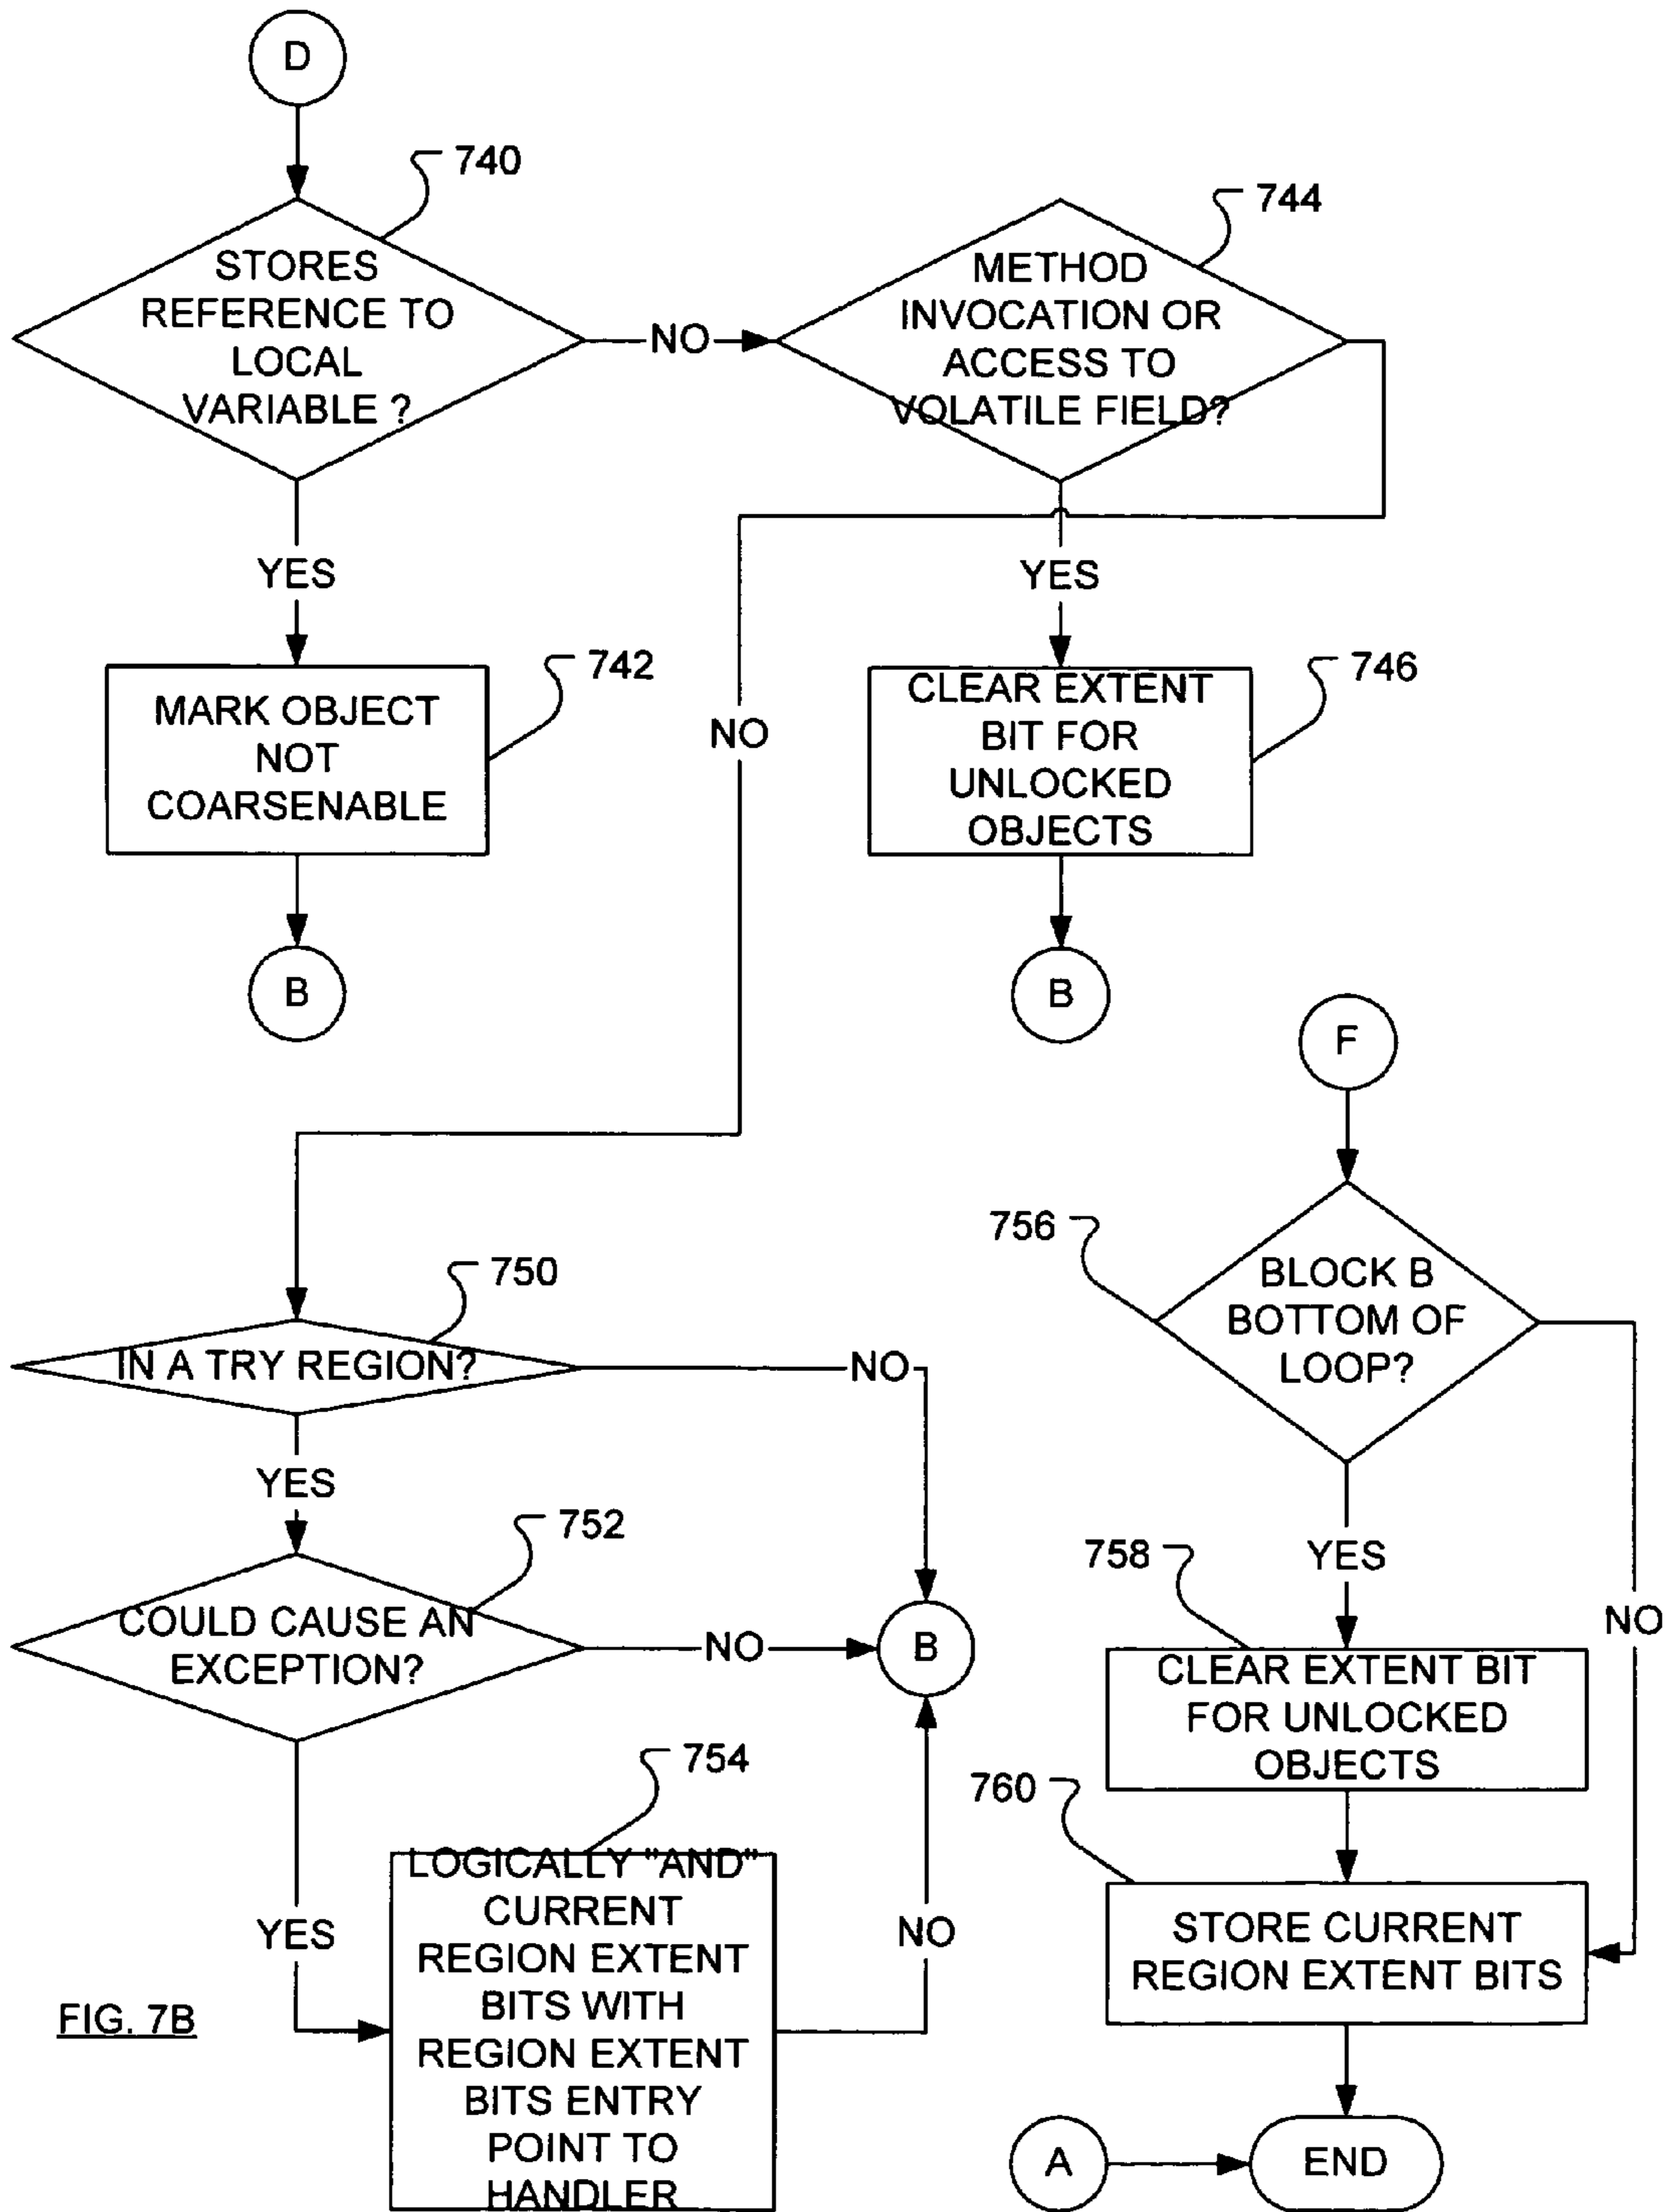 D
740
STORES
REFERENCE TO
LOCAL
VARIABLE ?
NO
744
METHOD
INVOCATION OR
ACCESS TO
VOLATILE FIELD?
YES
YES
742
MARK OBJECT
NOT
COARSENABLE
NO
746
CLEAR EXTENT
BIT FOR
UNLOCKED
OBJECTS
B
B
F
750
IN A TRY REGION?
NO
756
BLOCK B
BOTTOM OF
LOOP?
YES
752
COULD CAUSE AN
EXCEPTION?
NO
B
YES
NO
758
CLEAR EXTENT BIT
FOR UNLOCKED
OBJECTS
YES
754
LOGICALLY "AND"
CURRENT
REGION EXTENT
BITS WITH
REGION EXTENT
BITS ENTRY
POINT TO
HANDLER
NO
760
STORE CURRENT
REGION EXTENT BITS
FIG. 7B
A
END